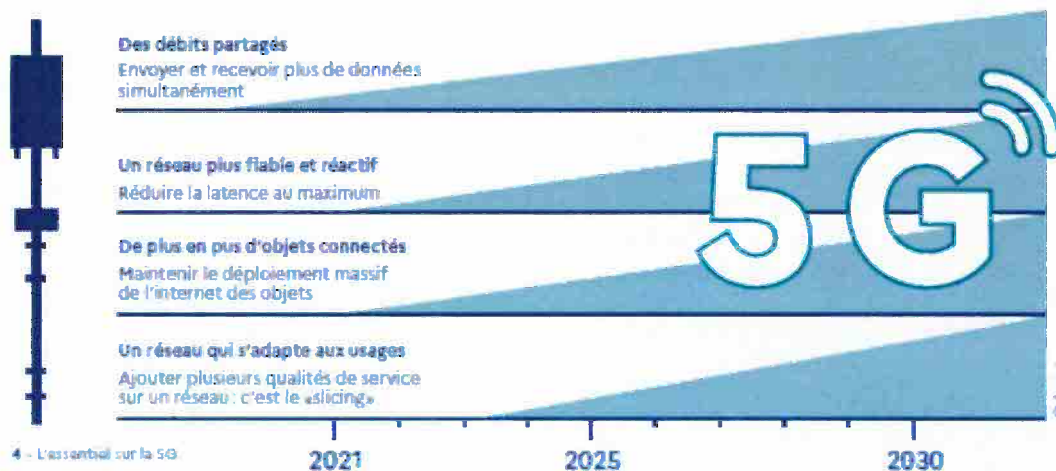 Des débits partagés
Envoyer et recevoir plus de données
simultanément
Un réseau plus fiable et réactif
Réduire la latence au maximum
De plus en pus d'objets connectés
Maintenir le déploiement massif
de l'internet des objets
Un réseau qui s'adapte aux usages
Ajouter plusieurs qualités de service
sur un réseau : c'est le «slicing»
5G
2021
2025
2030
4 - L'essentiel sur la 5G